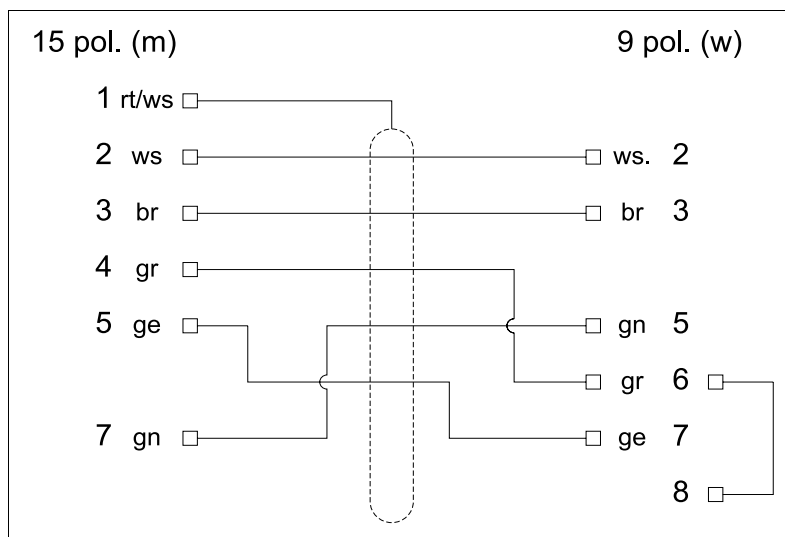 15 pol. (m) 9 pol. (w)
1 rt/ws
2 ws ws. 2
3 br br 3
4 gr
5 ge gn 5
gr 6
7 gn ge 7
8